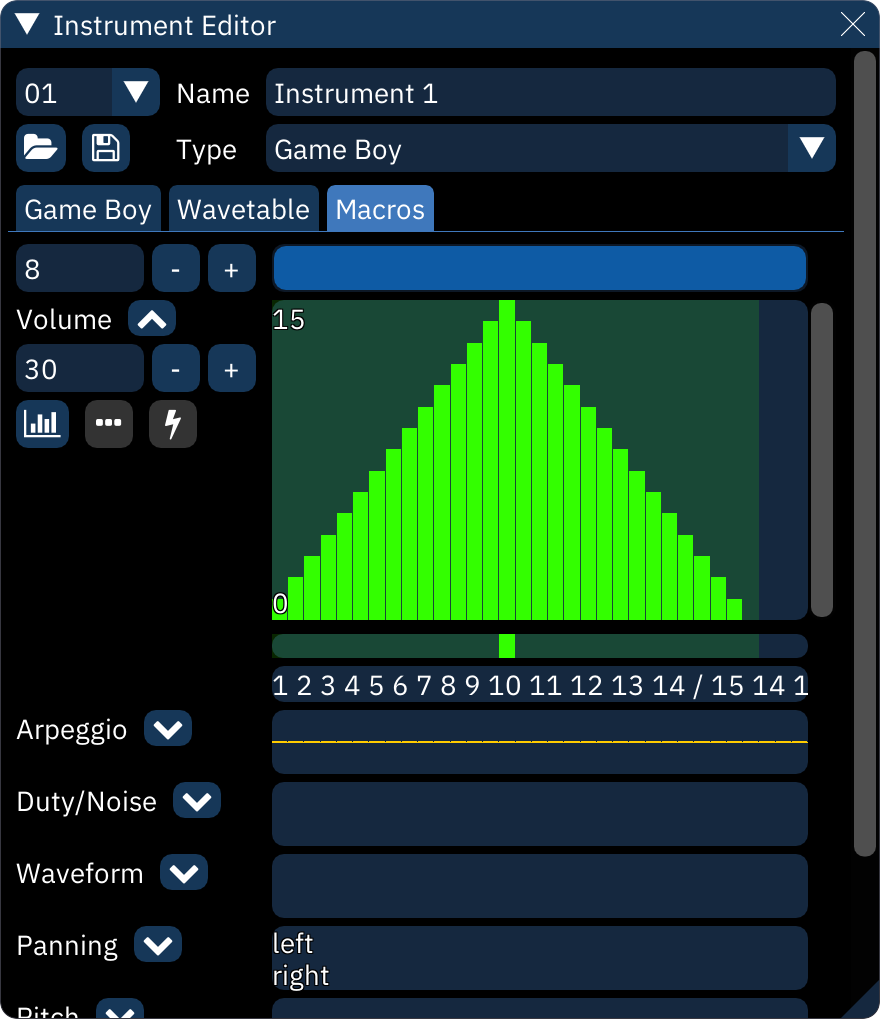 Instrument Editor
01 Name Instrument 1
Type Game Boy
Game Boy Wavetable Macros
8 - +
Volume
15
30 - +
0
1 2 3 4 5 6 7 8 9 10 11 12 13 14 / 15 14 1
Arpeggio
Duty/Noise
Waveform
Panning
left
right
Pitch